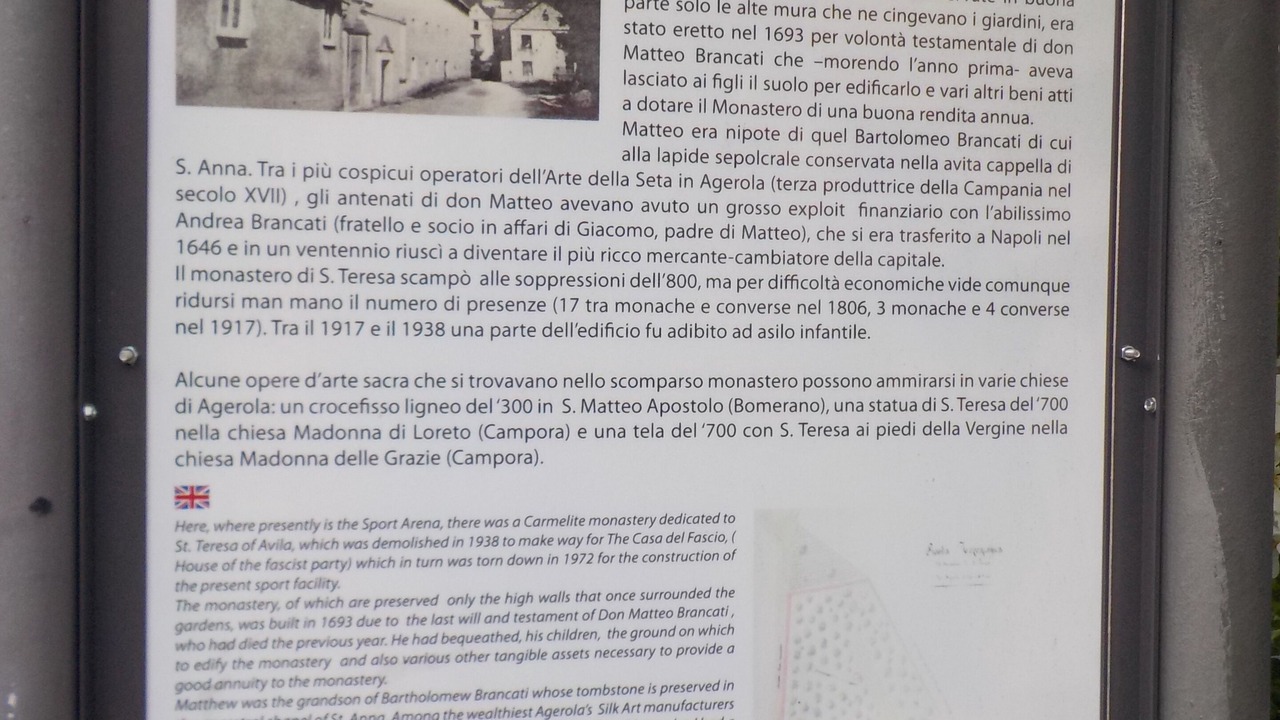 parte solo le alte mura che ne cingevano i giardini, era
stato eretto nel 1693 per volontà testamentale di don
Matteo Brancati che –morendo l'anno prima- aveva
lasciato ai figli il suolo per edificarlo e vari altri beni atti
a dotare il Monastero di una buona rendita annua.
Matteo era nipote di quel Bartolomeo Brancati di cui
alla lapide sepolcrale conservata nella avita cappella di
S. Anna. Tra i più cospicui operatori dell'Arte della Seta in Agerola (terza produttrice della Campania nel
secolo XVII) , gli antenati di don Matteo avevano avuto un grosso exploit finanziario con l'abilissimo
Andrea Brancati (fratello e socio in affari di Giacomo, padre di Matteo), che si era trasferito a Napoli nel
1646 e in un ventennio riuscì a diventare il più ricco mercante-cambiatore della capitale.
Il monastero di S. Teresa scampò alle soppressioni dell'800, ma per difficoltà economiche vide comunque
ridursi man mano il numero di presenze (17 tra monache e converse nel 1806, 3 monache e 4 converse
nel 1917). Tra il 1917 e il 1938 una parte dell'edificio fu adibito ad asilo infantile.
Alcune opere d'arte sacra che si trovavano nello scomparso monastero possono ammirarsi in varie chiese
di Agerola: un crocefisso ligneo del '300 in S. Matteo Apostolo (Bomerano), una statua di S. Teresa del '700
nella chiesa Madonna di Loreto (Campora) e una tela del '700 con S. Teresa ai piedi della Vergine nella
chiesa Madonna delle Grazie (Campora).
Here, where presently is the Sport Arena, there was a Carmelite monastery dedicated to
St. Teresa of Avila, which was demolished in 1938 to make way for The Casa del Fascio, (
House of the fascist party) which in turn was torn down in 1972 for the construction of
the present sport facility.
The monastery, of which are preserved only the high walls that once surrounded the
gardens, was built in 1693 due to the last will and testament of Don Matteo Brancati ,
who had died the previous year. He had bequeathed, his children, the ground on which
to edify the monastery and also various other tangible assets necessary to provide a
good annuity to the monastery.
Matthew was the grandson of Bartholomew Brancati whose tombstone is preserved in
chapel of St. Anna. Among the wealthiest Agerola's Silk Art manufacturers